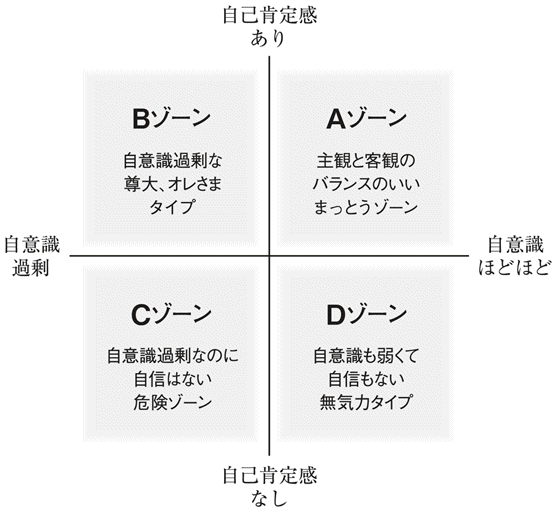 自己肯定感
あり
Bゾーン
自意識過剰な
尊大、オレさま
タイプ
Aゾーン
主観と客観の
バランスのいい
まっとうゾーン
自意識
過剰
自意識
ほどほど
Cゾーン
自意識過剰なのに
自信はない
危険ゾーン
Dゾーン
自意識も弱くて
自信もない
無気力タイプ
自己肯定感
なし